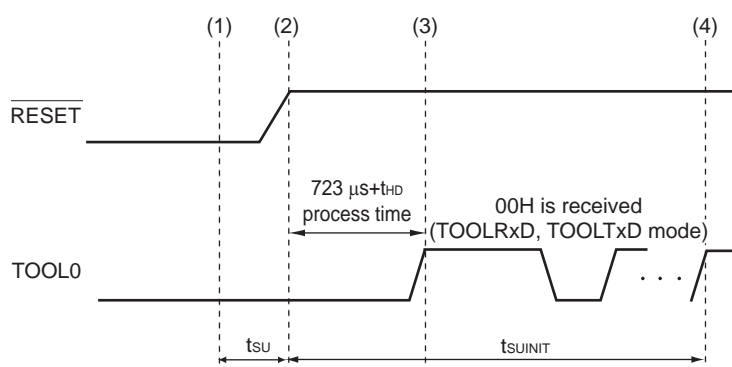 (1) (2) (3) (4)
RESET
723 μs+tHD
process time
00H is received
(TOOLRxD, TOOLTxD mode)
TOOL0
. . .
tSU
tSUINIT